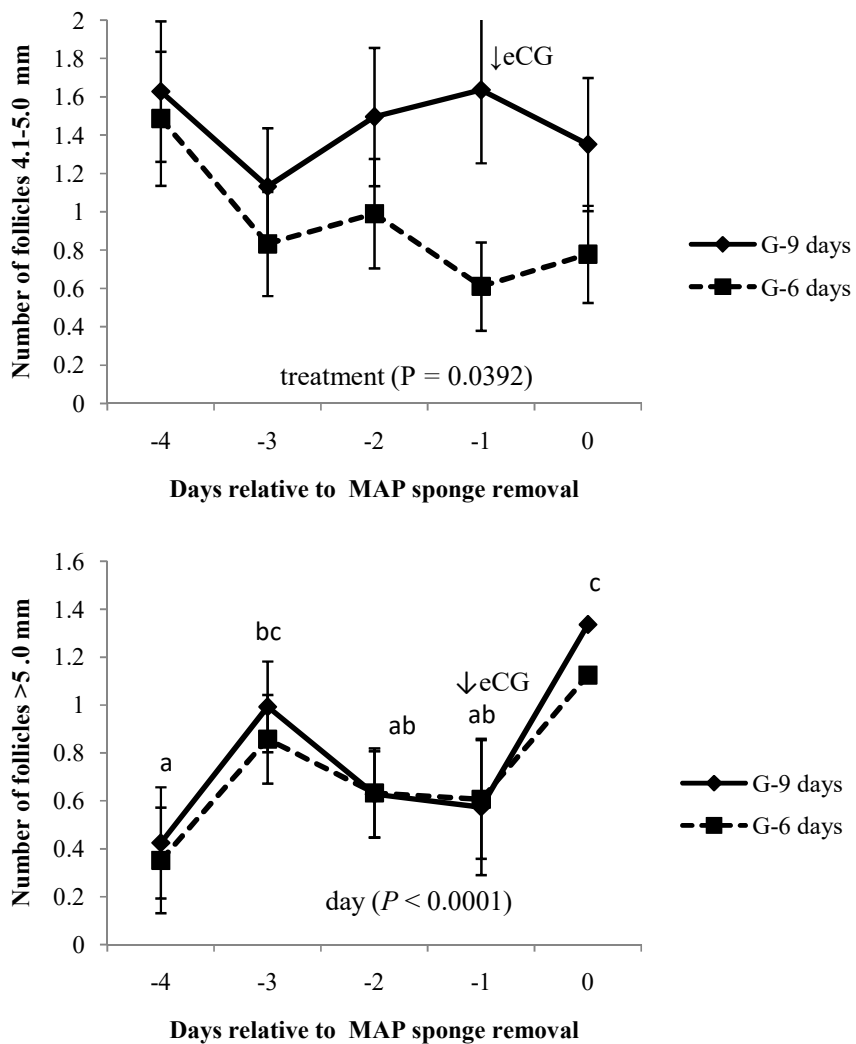 2
1.8
1.6
1.4
1.2
1
0.8
0.6
0.4
0.2
0
Number of follicles 4.1-5.0 mm
↓eCG
G-9 days
G-6 days
treatment (P = 0.0392)
-4 -3 -2 -1 0
Days relative to MAP sponge removal
1.6
1.4
1.2
1
0.8
0.6
0.4
0.2
0
Number of follicles >5 .0 mm
c
bc
↓eCG
ab ab
a
G-9 days
G-6 days
day (P < 0.0001)
-4 -3 -2 -1 0
Days relative to MAP sponge removal